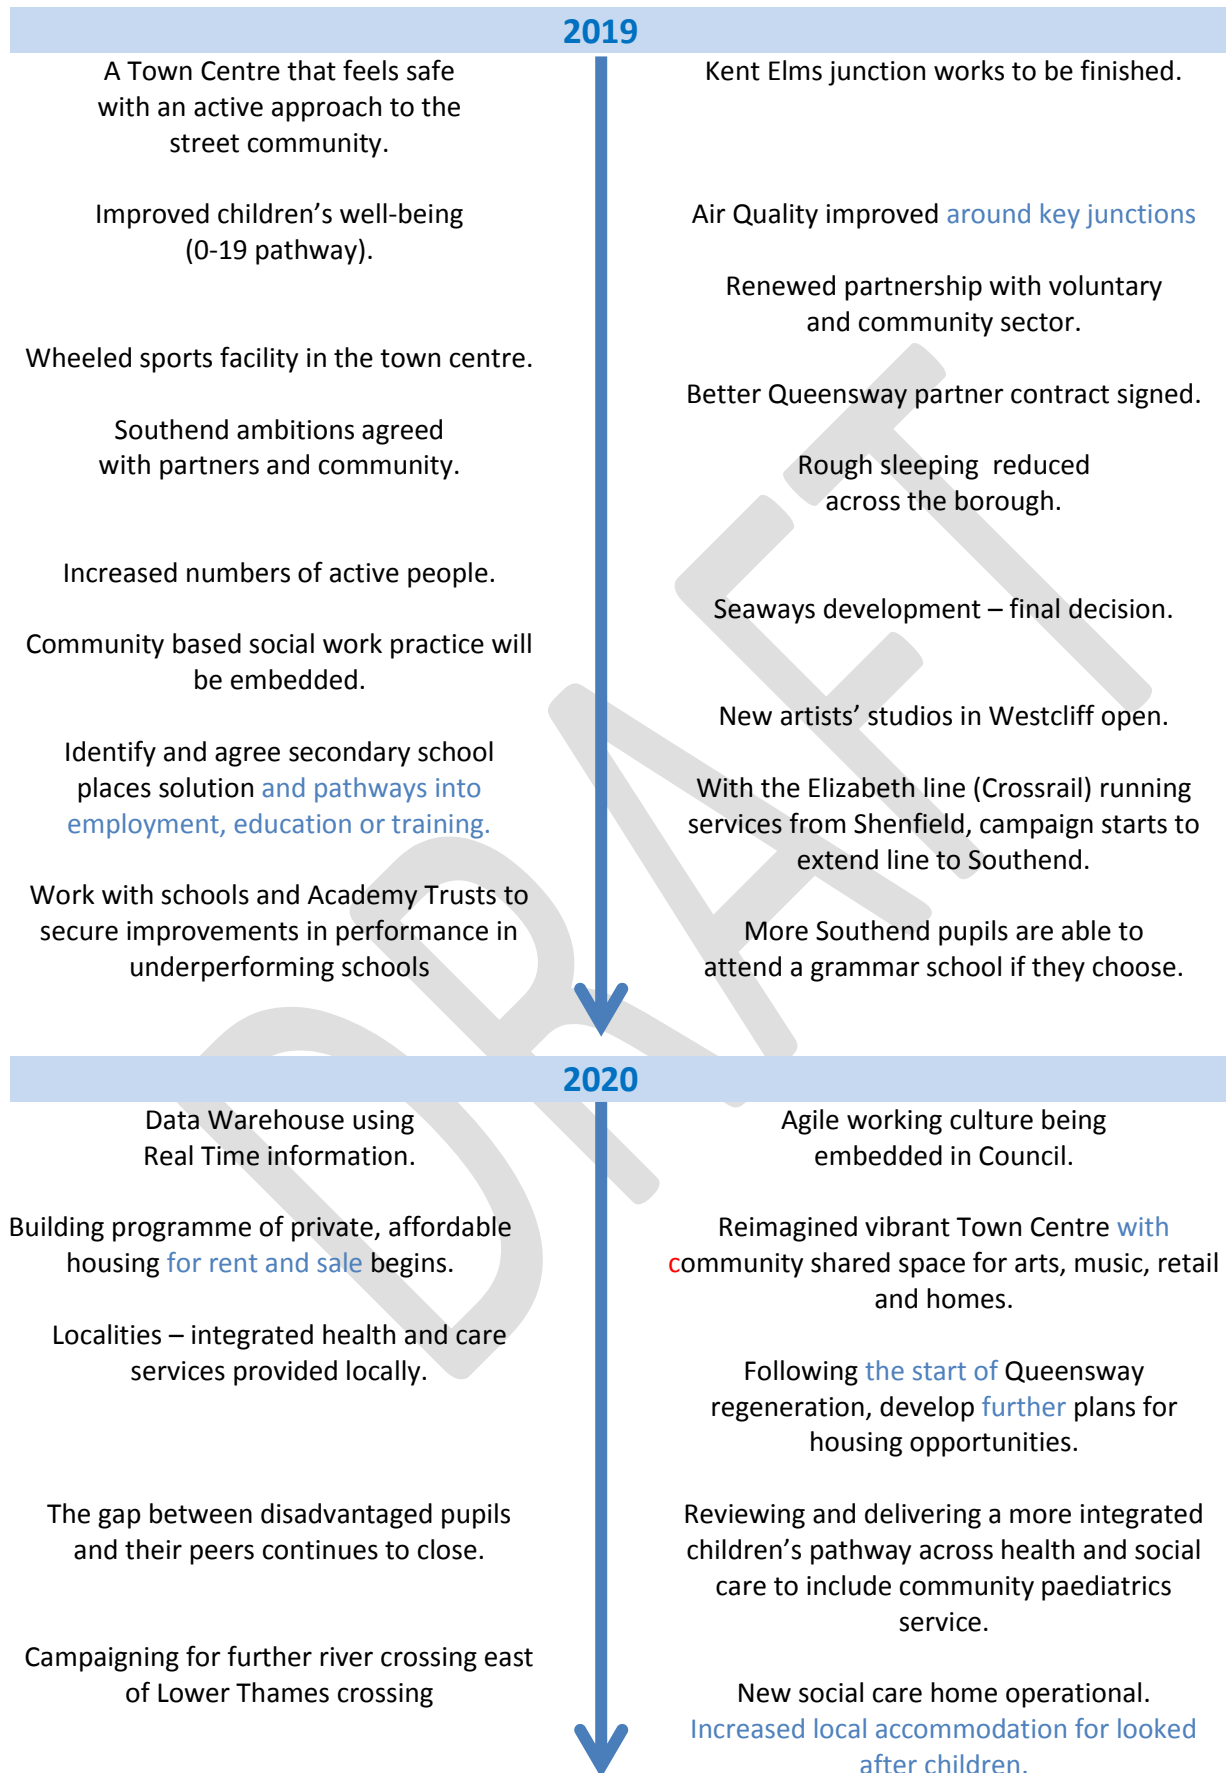 2019
A Town Centre that feels safe
with an active approach to the
street community.
Improved children’s well-being
(0-19 pathway).
Wheeled sports facility in the town centre.
Southend ambitions agreed
with partners and community.
Increased numbers of active people.
Community based social work practice will
be embedded.
Identify and agree secondary school
places solution and pathways into
employment, education or training.
Work with schools and Academy Trusts to
secure improvements in performance in
underperforming schools
Kent Elms junction works to be finished.
Air Quality improved around key junctions
Renewed partnership with voluntary
and community sector.
Better Queensway partner contract signed.
Rough sleeping  reduced
across the borough.
Seaways development – final decision.
New artists’ studios in Westcliff open.
With the Elizabeth line (Crossrail) running
services from Shenfield, campaign starts to
extend line to Southend.
More Southend pupils are able to
attend a grammar school if they choose.
2020
Data Warehouse using
Real Time information.
Building programme of private, affordable
housing for rent and sale begins.
Localities – integrated health and care
services provided locally.
The gap between disadvantaged pupils
and their peers continues to close.
Campaigning for further river crossing east
of Lower Thames crossing
Agile working culture being
embedded in Council.
Reimagined vibrant Town Centre with
community shared space for arts, music, retail
and homes.
Following the start of Queensway
regeneration, develop further plans for
housing opportunities.
Reviewing and delivering a more integrated
children’s pathway across health and social
care to include community paediatrics
service.
New social care home operational.
Increased local accommodation for looked
after children.
DRAFT